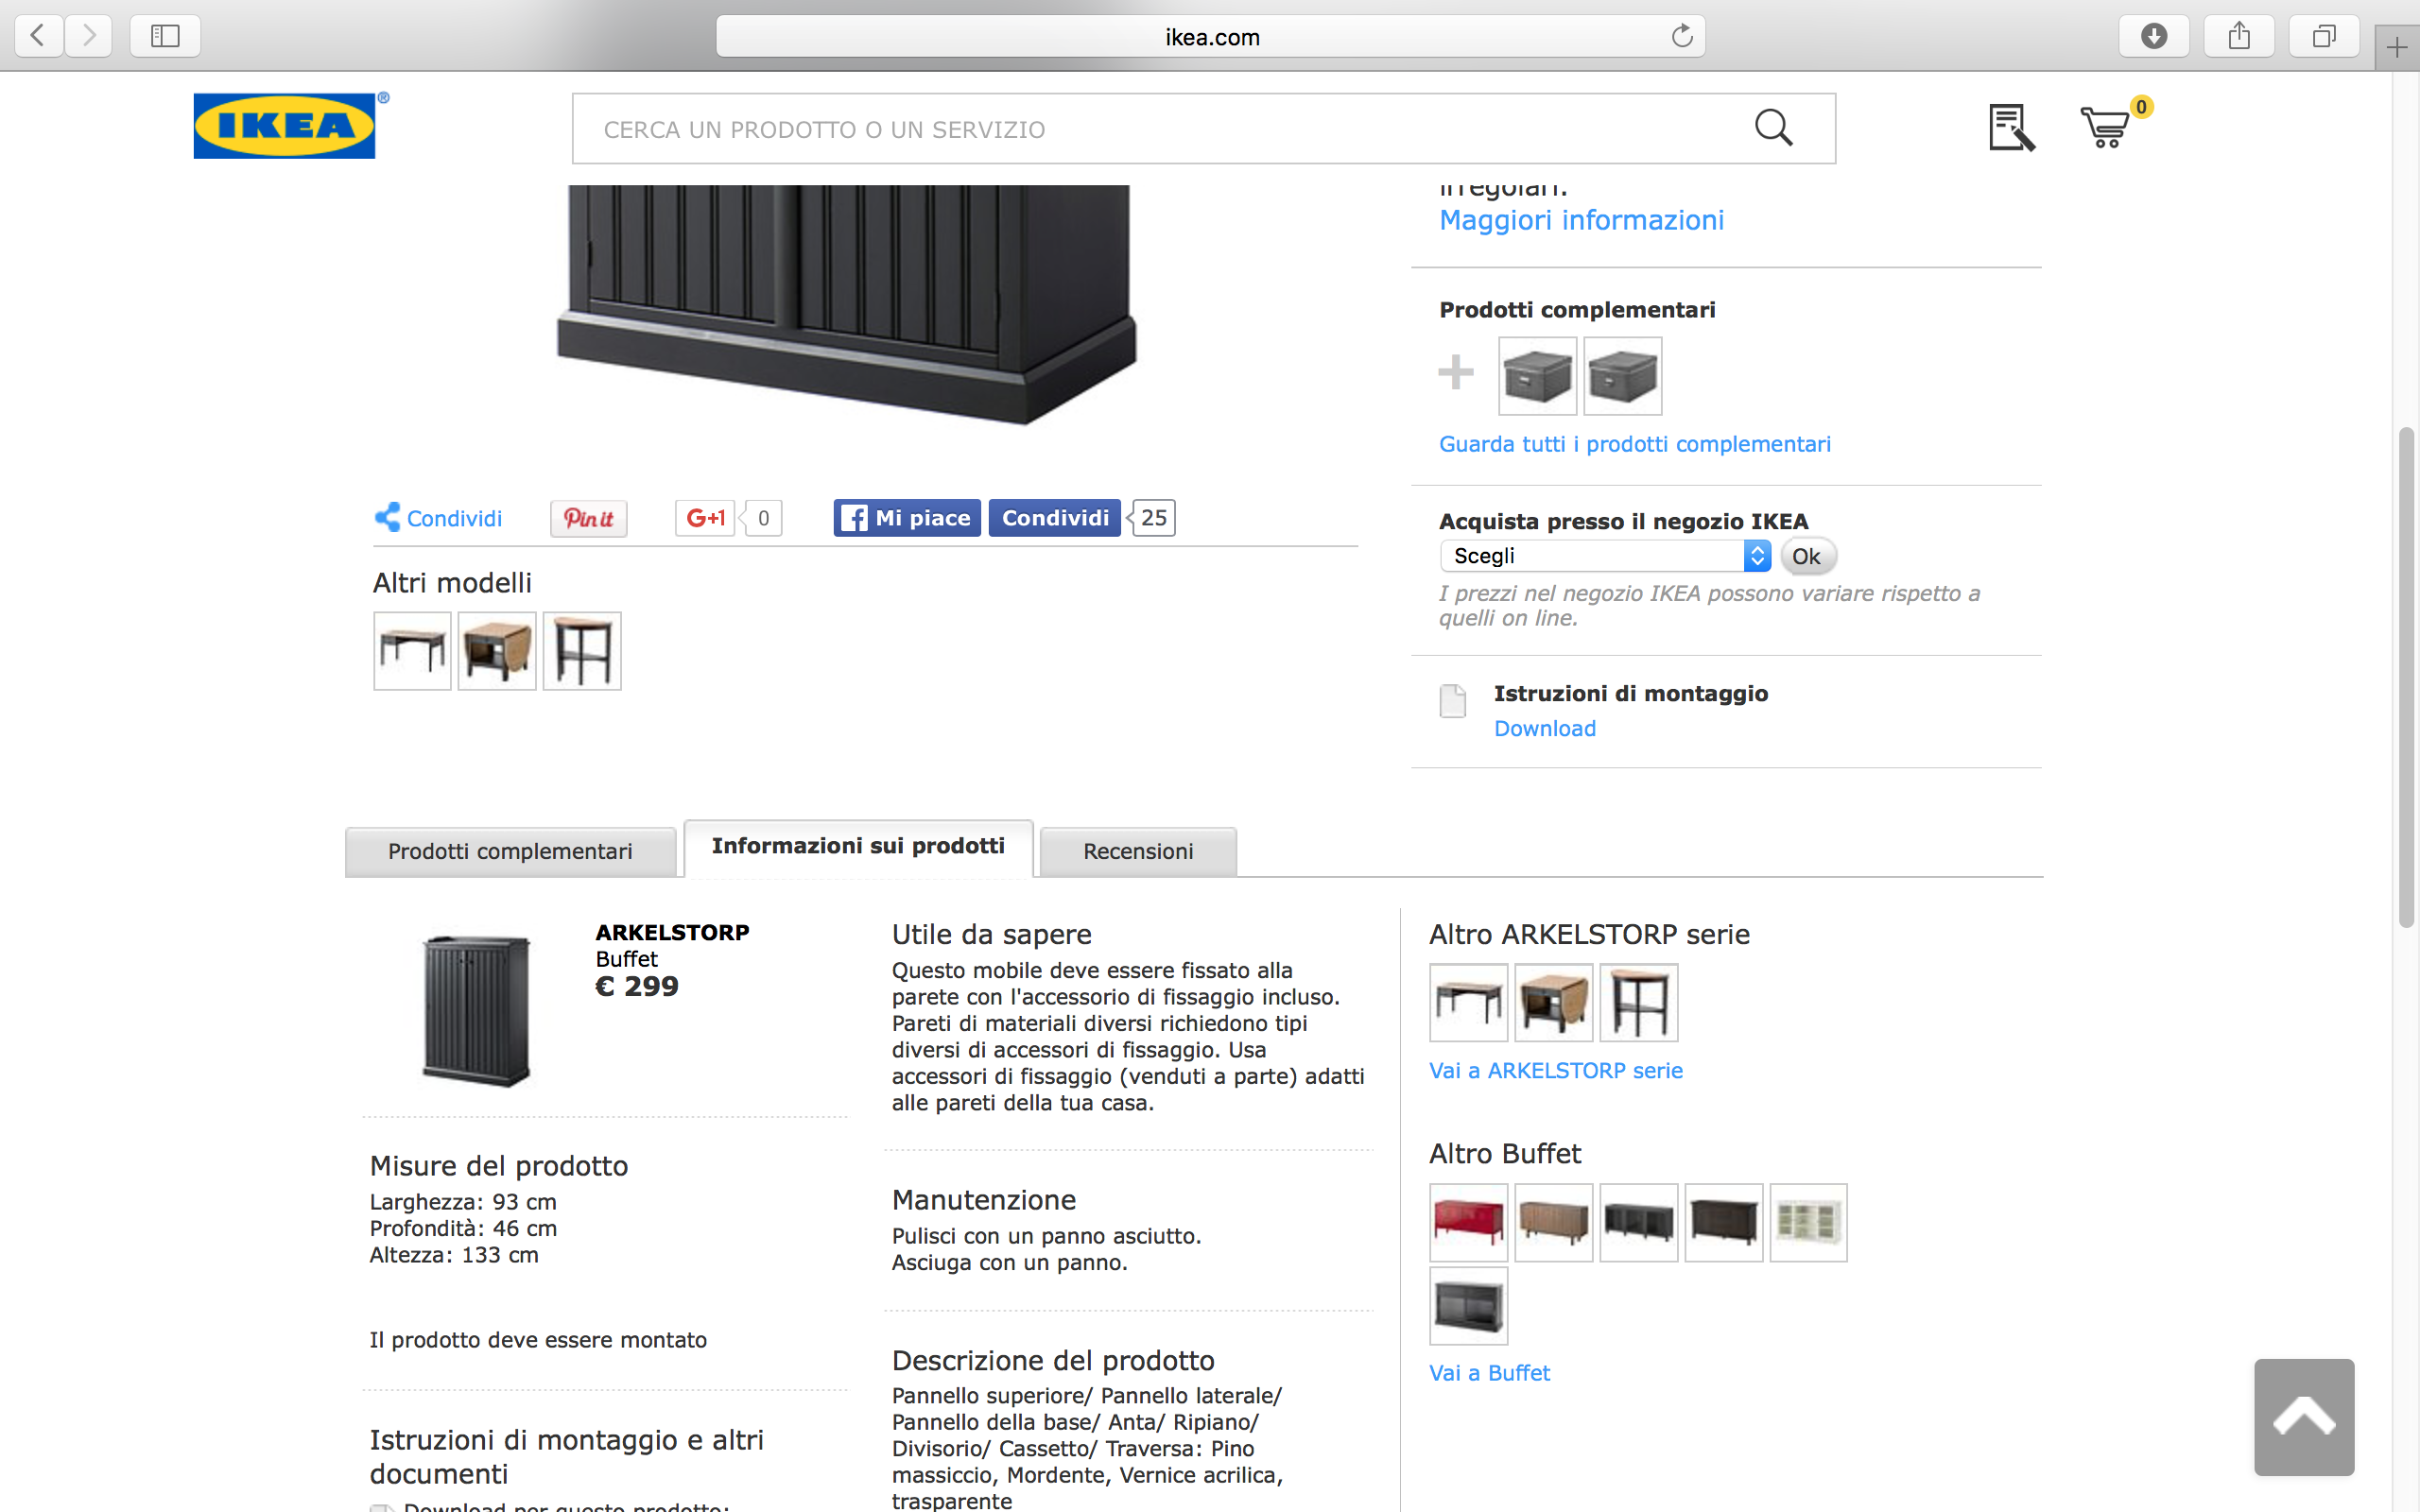 ikea.com
IKEA®
CERCA UN PRODOTTO O UN SERVIZIO
0
irregolari.
Maggiori informazioni
Prodotti complementari
Guarda tutti i prodotti complementari
Condividi
Pin it
G+1
0
Mi piace
Condividi
25
Acquista presso il negozio IKEA
Scegli
Ok
I prezzi nel negozio IKEA possono variare rispetto a
quelli on line.
Altri modelli
Istruzioni di montaggio
Download
Prodotti complementari
Informazioni sui prodotti
Recensioni
ARKELSTORP
Buffet
€ 299
Misure del prodotto
Larghezza: 93 cm
Profondità: 46 cm
Altezza: 133 cm
Il prodotto deve essere montato
Istruzioni di montaggio e altri
documenti
Download per questo prodotto:
Utile da sapere
Questo mobile deve essere fissato alla
parete con l'accessorio di fissaggio incluso.
Pareti di materiali diversi richiedono tipi
diversi di accessori di fissaggio. Usa
accessori di fissaggio (venduti a parte) adatti
alle pareti della tua casa.
Manutenzione
Pulisci con un panno asciutto.
Asciuga con un panno.
Descrizione del prodotto
Pannello superiore/ Pannello laterale/
Pannello della base/ Anta/ Ripiano/
Divisorio/ Cassetto/ Traversa: Pino
massiccio, Mordente, Vernice acrilica,
trasparente
Altro ARKELSTORP serie
Vai a ARKELSTORP serie
Altro Buffet
Vai a Buffet